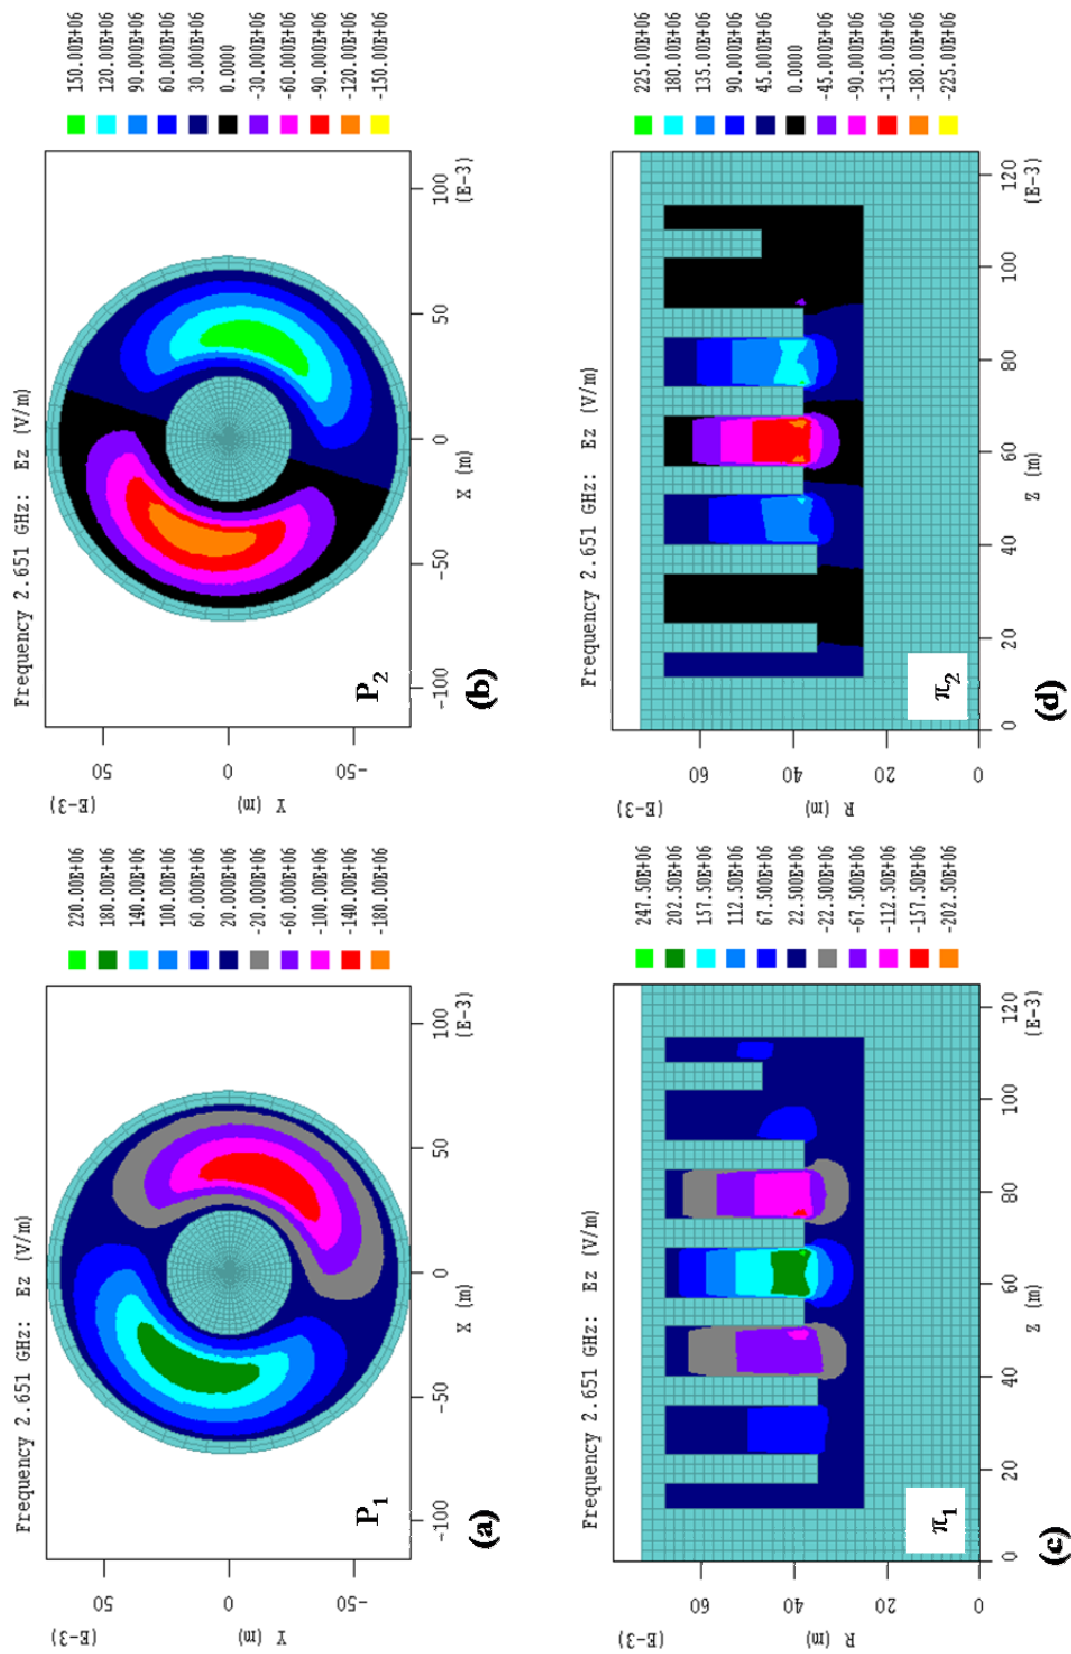 Frequency 2.651 GHz: Ez (V/m)
(E-3)
50
0
-50
Y (m)
-100
-50
0
50
100
X (m)
(E-3)
220.00E+06
180.00E+06
140.00E+06
100.00E+06
60.000E+06
20.000E+06
-20.000E+06
-60.000E+06
-100.00E+06
-140.00E+06
-180.00E+06
P1
(a)
Frequency 2.651 GHz: Ez (V/m)
(E-3)
50
0
-50
Y (m)
-100
-50
0
50
100
X (m)
(E-3)
150.00E+06
120.00E+06
90.000E+06
60.000E+06
30.000E+06
0.0000
-30.000E+06
-60.000E+06
-90.000E+06
-120.00E+06
-150.00E+06
P2
(b)
Frequency 2.651 GHz: Ez (V/m)
(E-3)
60
40
20
0
R (m)
0
20
40
60
80
100
120
Z (m)
(E-3)
247.50E+06
202.50E+06
157.50E+06
112.50E+06
67.500E+06
22.500E+06
-22.500E+06
-67.500E+06
-112.50E+06
-157.50E+06
-202.50E+06
π1
(c)
Frequency 2.651 GHz: Ez (V/m)
(E-3)
60
40
20
0
R (m)
0
20
40
60
80
100
120
Z (m)
(E-3)
225.00E+06
180.00E+06
135.00E+06
90.000E+06
45.000E+06
0.0000
-45.000E+06
-90.000E+06
-135.00E+06
-180.00E+06
-225.00E+06
π2
(d)